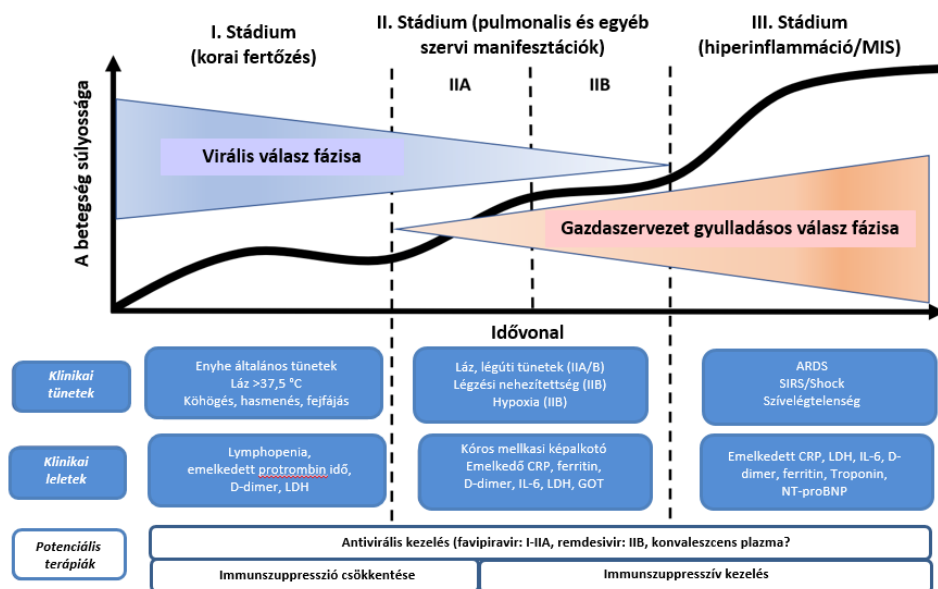 I. Stádium
(korai fertőzés)
II. Stádium (pulmonalis és egyéb
szervi manifesztációk)
III. Stádium
(hiperinflammáció/MIS)
IIA
IIB
A betegség súlyossága
Virális válasz fázisa
Gazdaszervezet gyulladásos válasz fázisa
Idővonal
Klinikai
tünetek
Enyhe általános tünetek
Láz >37,5 °C
Köhögés, hasmenés, fejfájás
Láz, légúti tünetek (IIA/B)
Légzési nehezítettség (IIB)
Hypoxia (IIB)
ARDS
SIRS/Shock
Szívelégtelenség
Klinikai
leletek
Lymphopenia,
emelkedett protrombin idő,
D-dimer, LDH
Kóros mellkasi képalkotó
Emelkedő CRP, ferritin,
D-dimer, IL-6, LDH, GOT
Emelkedett CRP, LDH, IL-6, D-
dimer, ferritin, Troponin,
NT-proBNP
Potenciális
terápiák
Antivirális kezelés (favipiravir: I-IIA, remdesivir: IIB, konvaleszcens plazma?
Immunszuppresszió csökkentése
Immunszuppresszív kezelés